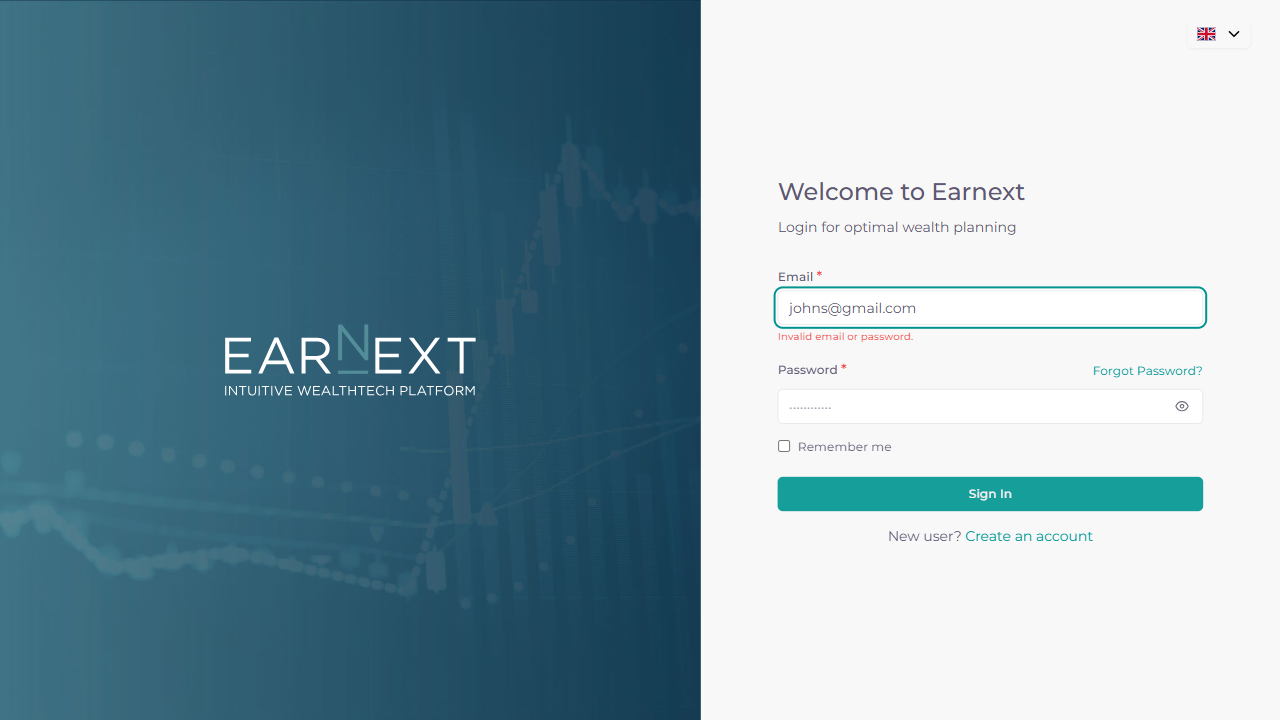 EARNEXT
INTUITIVE WEALTHTECH PLATFORM
Welcome to Earnext
Login for optimal wealth planning
Email *
johns@gmail.com
Invalid email or password.
Password *
Forgot Password?
Remember me
Sign In
New user? Create an account